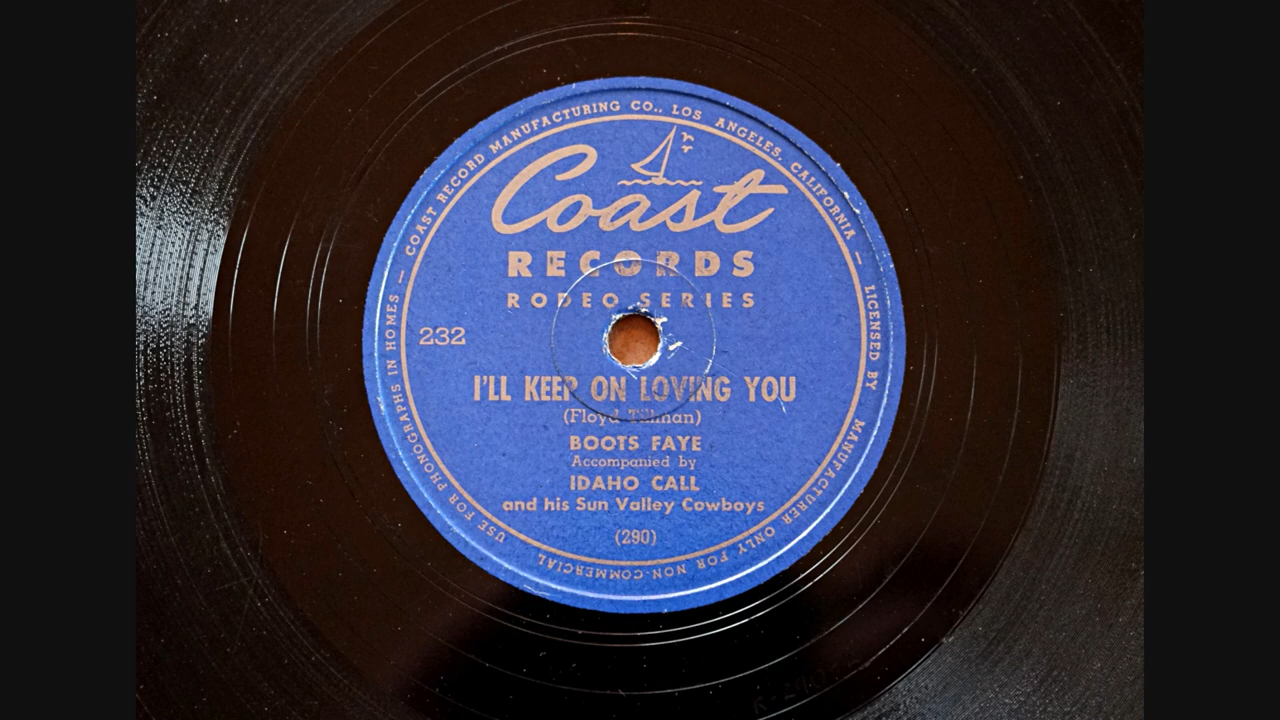 COAST RECORD MANUFACTURING CO., LOS ANGELES, CALIFORNIA — LICENSED BY MANUFACTURER ONLY FOR NON-COMMERCIAL USE FOR PHONOGRAPHS IN HOMES —
Coast
RECORDS
RODEO SERIES
232
I'LL KEEP ON LOVING YOU
(Floyd Tillman)
BOOTS FAYE
Accompanied by
IDAHO CALL
and his Sun Valley Cowboys
(290)